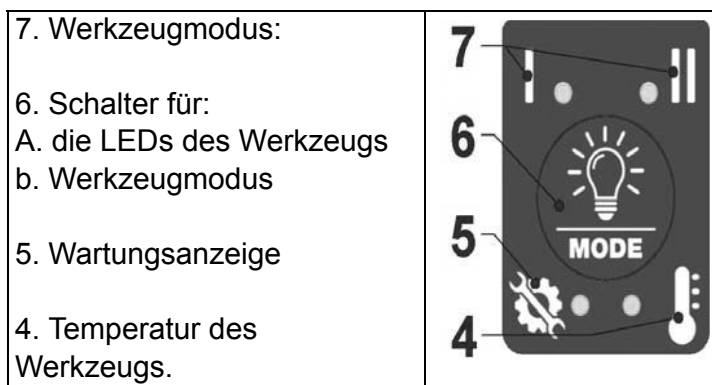 7. Werkzeugmodus:
6. Schalter für:
A. die LEDs des Werkzeugs
b. Werkzeugmodus
5. Wartungsanzeige
4. Temperatur des
Werkzeugs.
7
I II
6
MODE
5
4